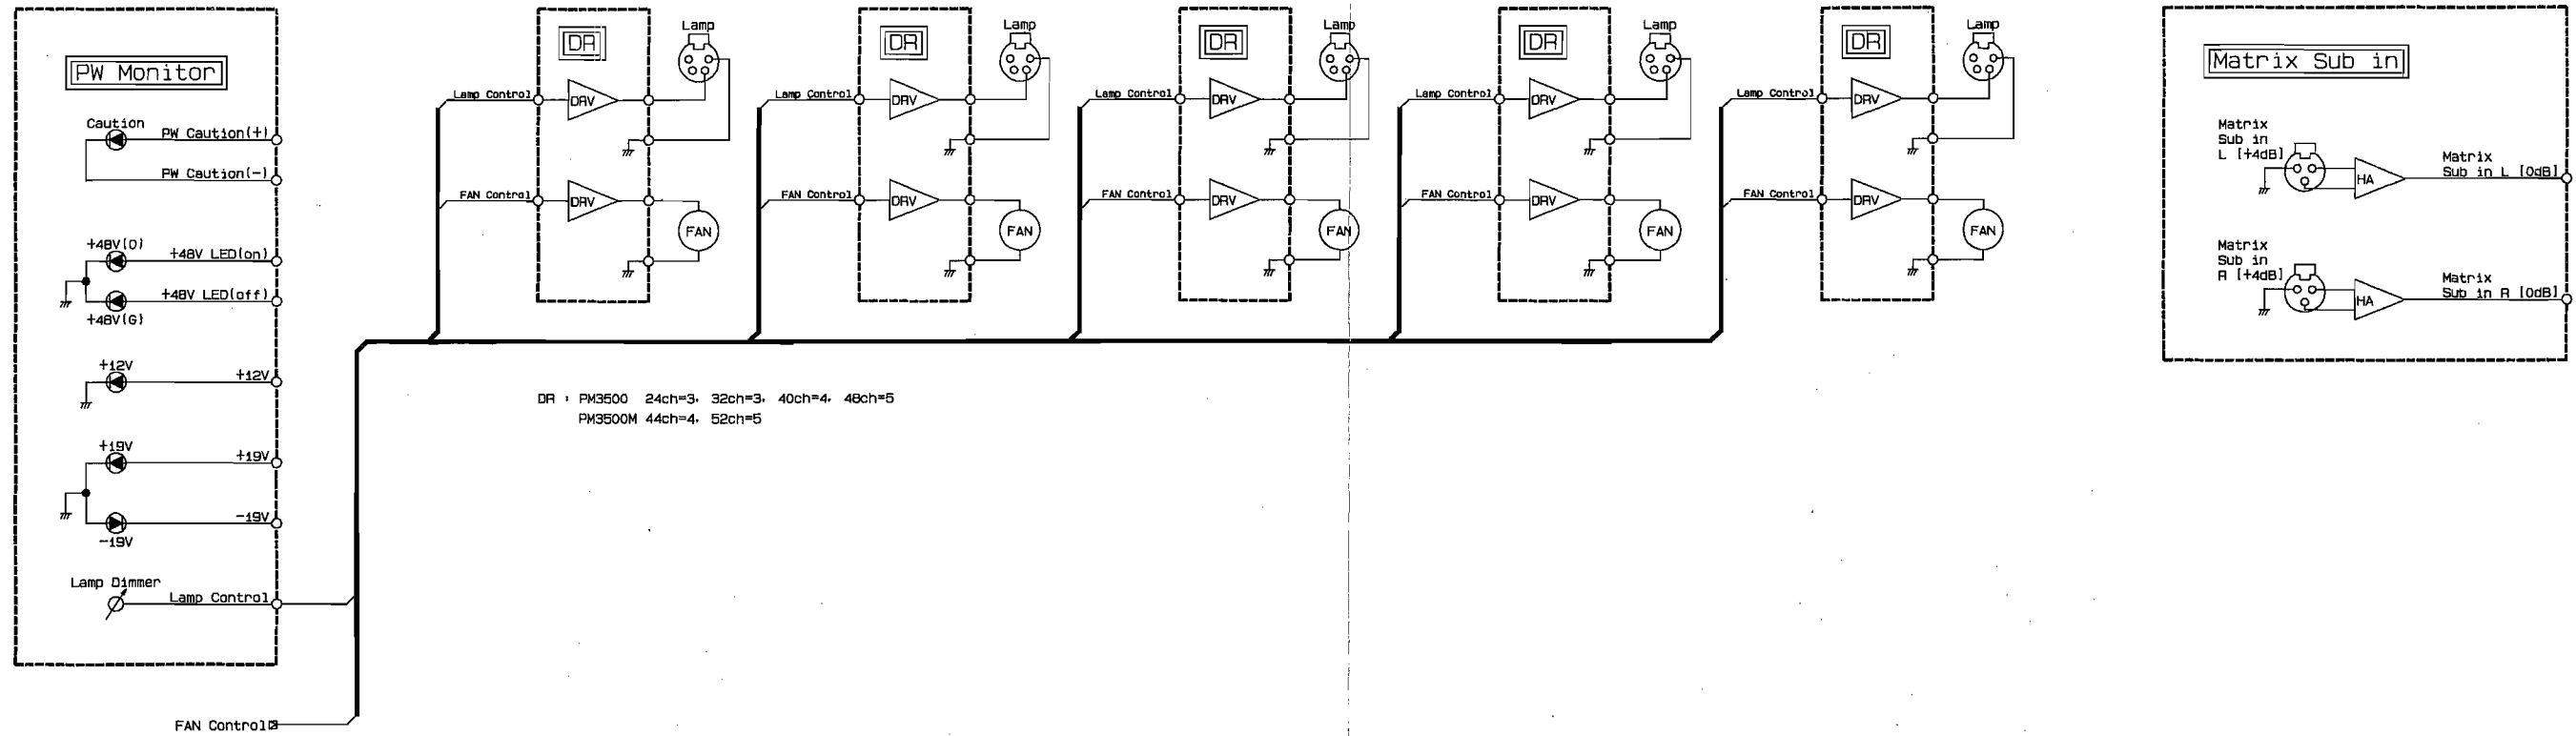 PW Monitor
Caution
PW Caution(+)
PW Caution(-)
+48V(O)
+48V LED(on)
+48V LED(off)
+48V(G)
+12V
+12V
+19V
+19V
-19V
-19V
Lamp Dimmer
Lamp Control
FAN Control
DR
Lamp
Lamp Control
DRV
FAN Control
DRV
FAN
DR
Lamp
Lamp Control
DRV
FAN Control
DRV
FAN
DR
Lamp
Lamp Control
DRV
FAN Control
DRV
FAN
DR
Lamp
Lamp Control
DRV
FAN Control
DRV
FAN
DR
Lamp
Lamp Control
DRV
FAN Control
DRV
FAN
DR : PM3500 24ch=3, 32ch=3, 40ch=4, 48ch=5
PM3500M 44ch=4, 52ch=5
Matrix Sub in
Matrix
Sub in
L [+4dB]
HA
Matrix
Sub in L [0dB]
Matrix
Sub in
R [+4dB]
HA
Matrix
Sub in R [0dB]